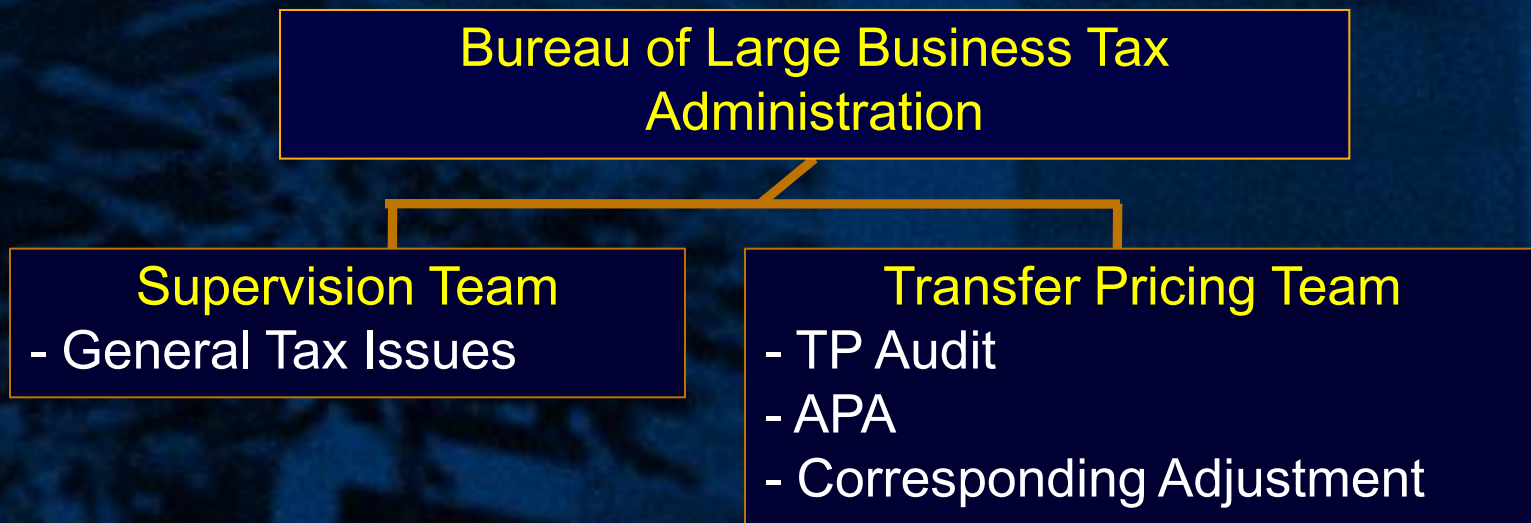 Bureau of Large Business Tax
Administration
Supervision Team
- General Tax Issues
Transfer Pricing Team
- TP Audit
- APA
- Corresponding Adjustment